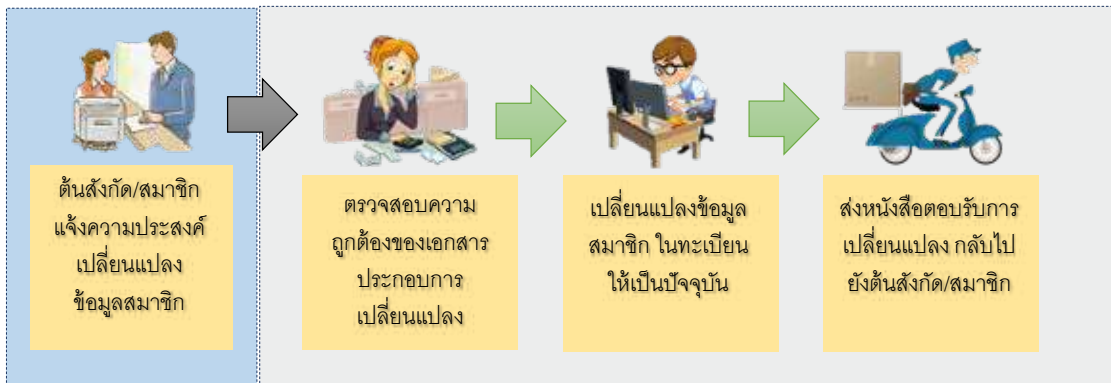 ต้นสังกัด/สมาชิก
แจ้งความประสงค์
เปลี่ยนแปลง
ข้อมูลสมาชิก
ตรวจสอบความ
ถูกต้องของเอกสาร
ประกอบการ
เปลี่ยนแปลง
เปลี่ยนแปลงข้อมูล
สมาชิก ในทะเบียน
ให้เป็นปัจจุบัน
ส่งหนังสือตอบรับการ
เปลี่ยนแปลง กลับไป
ยังต้นสังกัด/สมาชิก